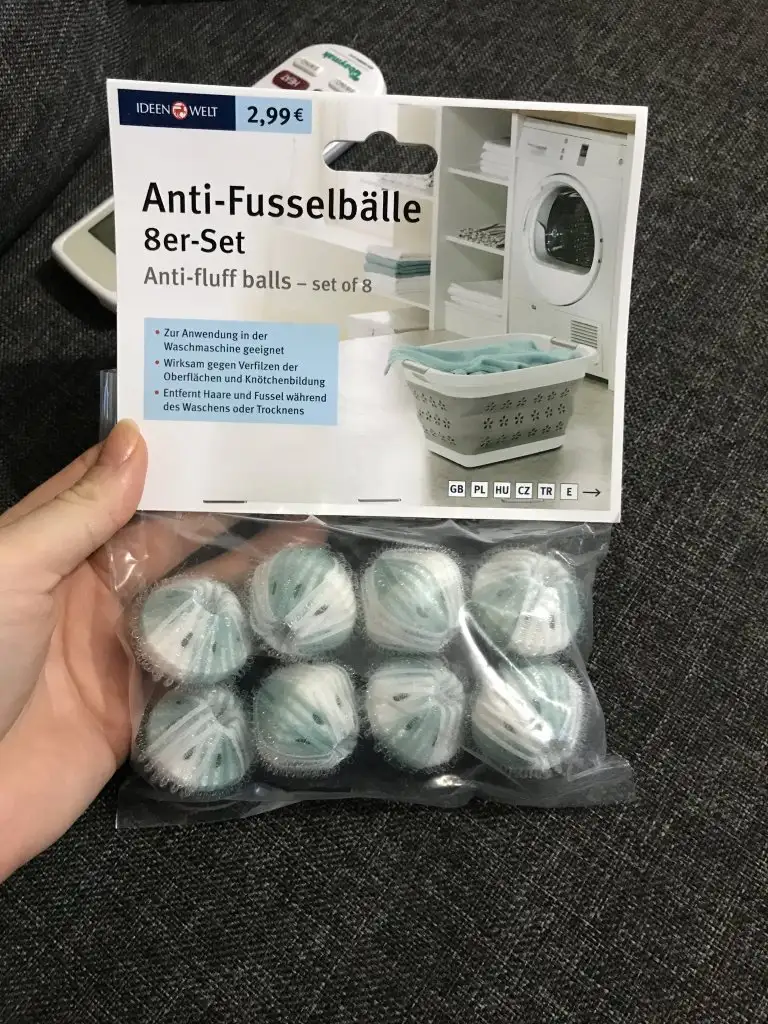 IDEEN WELT 2,99€
Anti-Fusselbälle
8er-Set
Anti-fluff balls – set of 8
• Zur Anwendung in der
Waschmaschine geeignet
• Wirksam gegen Verfilzen der
Oberflächen und Knötchenbildung
• Entfernt Haare und Fussel während
des Waschens oder Trocknens
GB PL HU CZ TR E →
HEAT